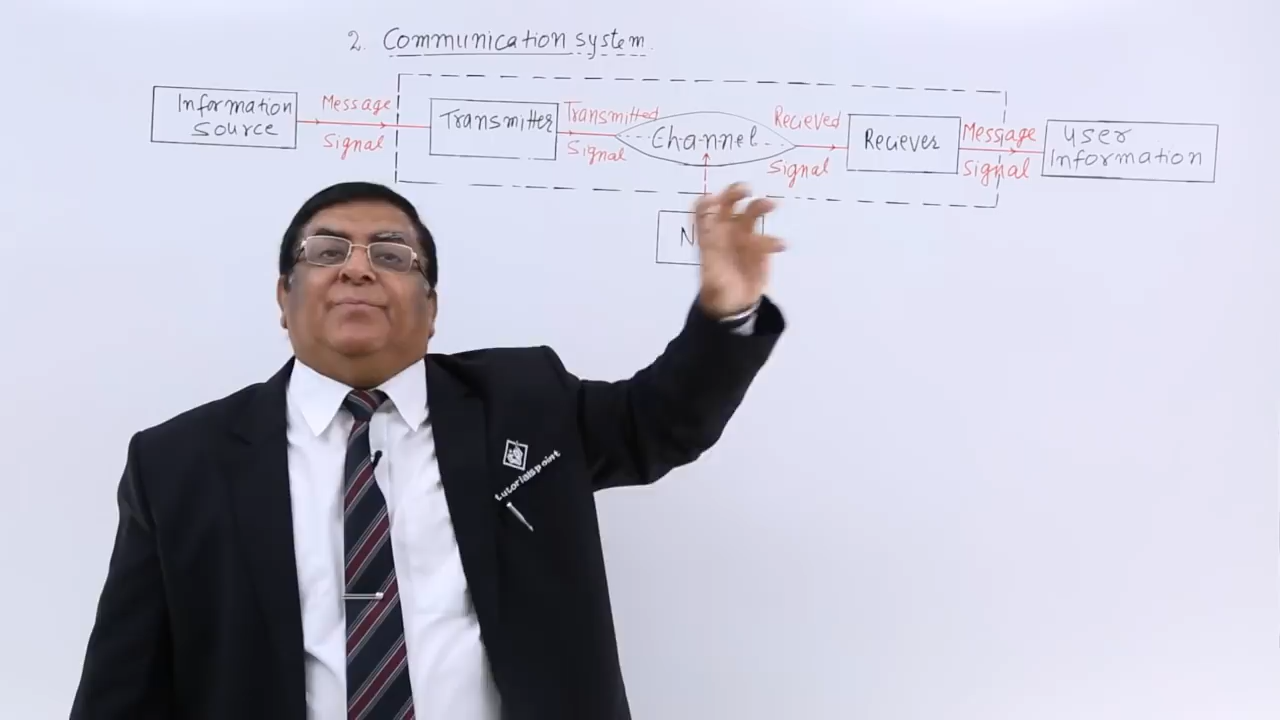 2. Communication system.
Information
Source
Message
Signal
Transmitter
Transmitted
Signal
Channel
Recieved
Signal
Reciever
Message
Signal
User
Information
tutorialspoint